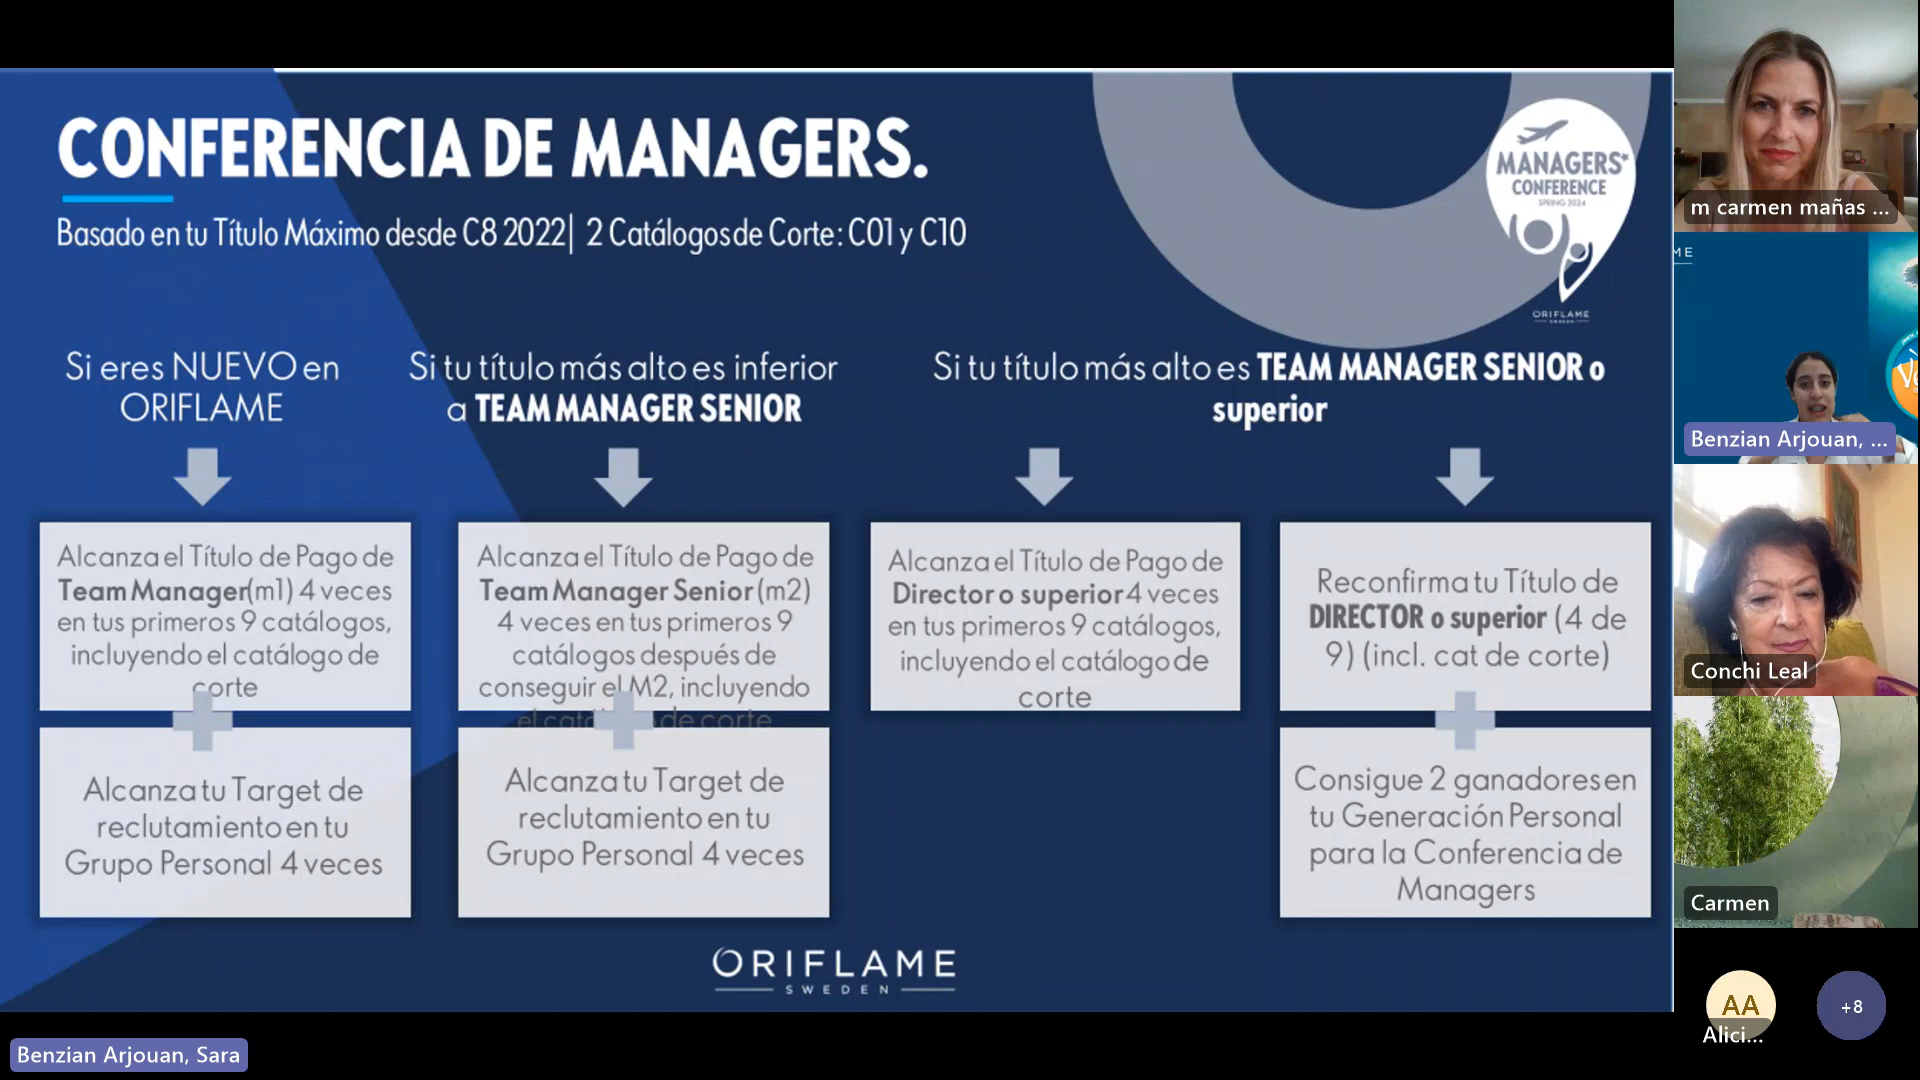 CONFERENCIA DE MANAGERS.
Basado en tu Título Máximo desde C8 2022| 2 Catálogos de Corte: C01 y C10
MANAGERS*
CONFERENCE
SPRING 2024
ORIFLAME
SWEDEN
Si eres NUEVO en
ORIFLAME
Alcanza el Título de Pago de
Team Manager(m1) 4 veces
en tus primeros 9 catálogos,
incluyendo el catálogo de
corte
Alcanza tu Target de
reclutamiento en tu
Grupo Personal 4 veces
Si tu título más alto es inferior
a TEAM MANAGER SENIOR
Alcanza el Título de Pago de
Team Manager Senior (m2)
4 veces en tus primeros 9
catálogos después de
conseguir el M2, incluyendo
el catálogo de corte
Alcanza tu Target de
reclutamiento en tu
Grupo Personal 4 veces
Si tu título más alto es TEAM MANAGER SENIOR o
superior
Alcanza el Título de Pago de
Director o superior 4 veces
en tus primeros 9 catálogos,
incluyendo el catálogo de
corte
Reconfirma tu Título de
DIRECTOR o superior (4 de
9) (incl. cat de corte)
Consigue 2 ganadores en
tu Generación Personal
para la Conferencia de
Managers
ORIFLAME
SWEDEN
m carmen mañas ...
ME
Benzian Arjouan, ...
Conchi Leal
Carmen
AA
Alici...
+8
Benzian Arjouan, Sara